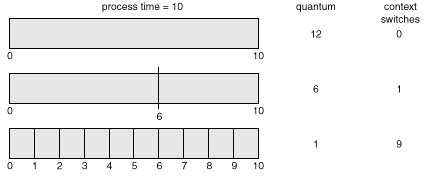 process time = 10 quantum context switches
0 10 12 0
0 6 10 6 1
0 1 2 3 4 5 6 7 8 9 10 1 9